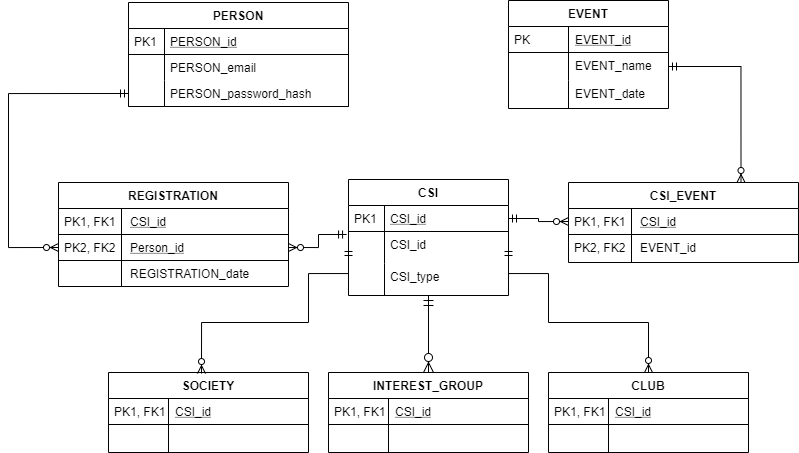 PERSON
PK1 PERSON_id
PERSON_email
PERSON_password_hash
EVENT
PK EVENT_id
EVENT_name
EVENT_date
REGISTRATION
PK1, FK1 CSI_id
PK2, FK2 Person_id
REGISTRATION_date
CSI
PK1 CSI_id
CSI_id
CSI_type
CSI_EVENT
PK1, FK1 CSI_id
PK2, FK2 EVENT_id
SOCIETY
PK1, FK1 CSI_id
INTEREST_GROUP
PK1, FK1 CSI_id
CLUB
PK1, FK1 CSI_id